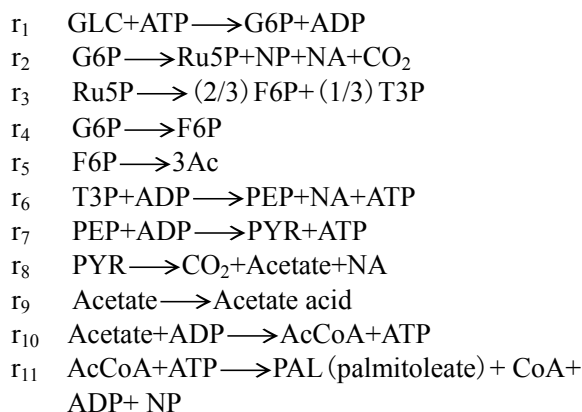 r₁ GLC+ATP⟶G6P+ADP
r₂ G6P⟶Ru5P+NP+NA+CO₂
r₃ Ru5P⟶(2/3)F6P+(1/3)T3P
r₄ G6P⟶F6P
r₅ F6P⟶3Ac
r₆ T3P+ADP⟶PEP+NA+ATP
r₇ PEP+ADP⟶PYR+ATP
r₈ PYR⟶CO₂+Acetate+NA
r₉ Acetate⟶Acetate acid
r₁₀ Acetate+ADP⟶AcCoA+ATP
r₁₁ AcCoA+ATP⟶PAL(palmitoleate)+ CoA+
ADP+ NP